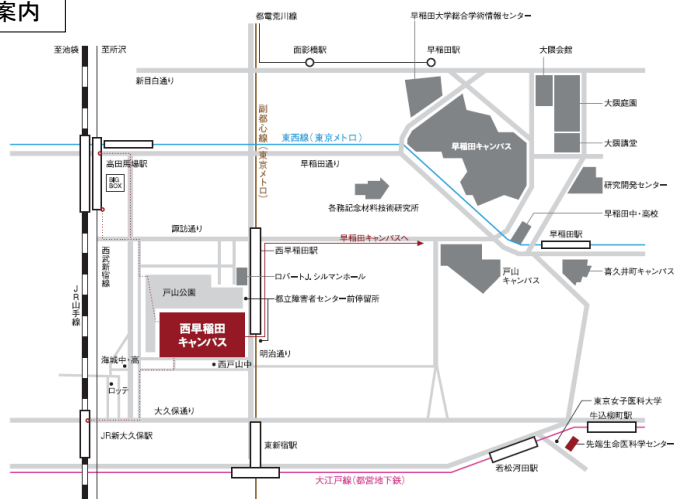 案内
都電荒川線
早稲田大学総合学術情報センター
至池袋
至所沢
面影橋駅
早稲田駅
大隈会館
新目白通り
大隈庭園
副都心線(東京メトロ)
東西線(東京メトロ)
早稲田キャンパス
大隈講堂
高田馬場駅
早稲田通り
BIG
BOX
研究開発センター
各務記念材料技術研究所
早稲田中・高校
諏訪通り
早稲田キャンパスへ
早稲田駅
西早稲田駅
西武新宿線
ロバートJ.シルマンホール
戸山
キャンパス
喜久井町キャンパス
JR山手線
戸山公園
都立障害者センター前停留所
西早稲田
キャンパス
明治通り
海城中・高
西戸山中
ロッテ
東京女子医科大学
大久保通り
牛込柳町駅
JR新大久保駅
東新宿駅
先端生命医科学センター
若松河田駅
大江戸線(都営地下鉄)